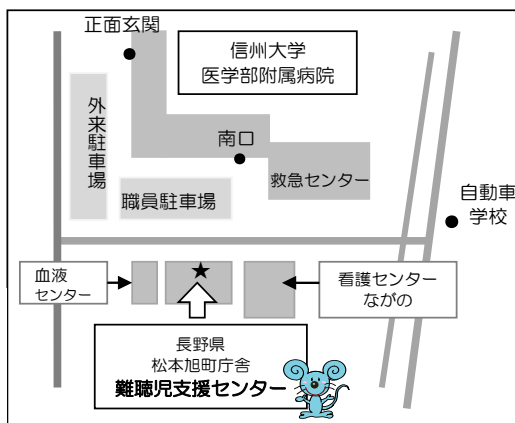 正面玄関
信州大学
医学部附属病院
外来駐車場
南口
救急センター
職員駐車場
自動車
学校
血液
センター
★
看護センター
ながの
長野県
松本旭町庁舎
難聴児支援センター